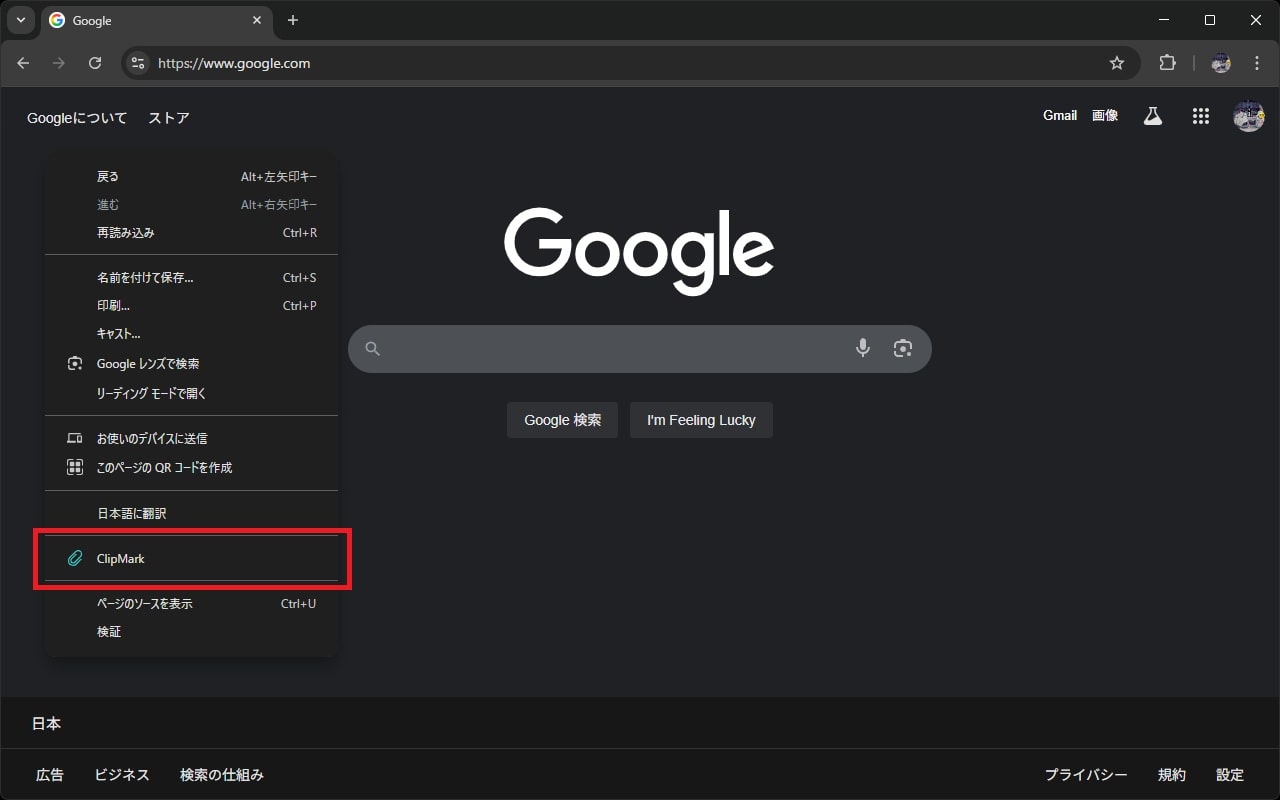 Google
https://www.google.com
Googleについて ストア
Gmail 画像
戻る Alt+左矢印キー
進む Alt+右矢印キー
再読み込み Ctrl+R
名前を付けて保存... Ctrl+S
印刷... Ctrl+P
キャスト...
Google レンズで検索
リーディング モードで開く
お使いのデバイスに送信
このページの QR コードを作成
日本語に翻訳
ClipMark
ページのソースを表示 Ctrl+U
検証
Google
Google 検索 I'm Feeling Lucky
日本
広告 ビジネス 検索の仕組み プライバシー 規約 設定